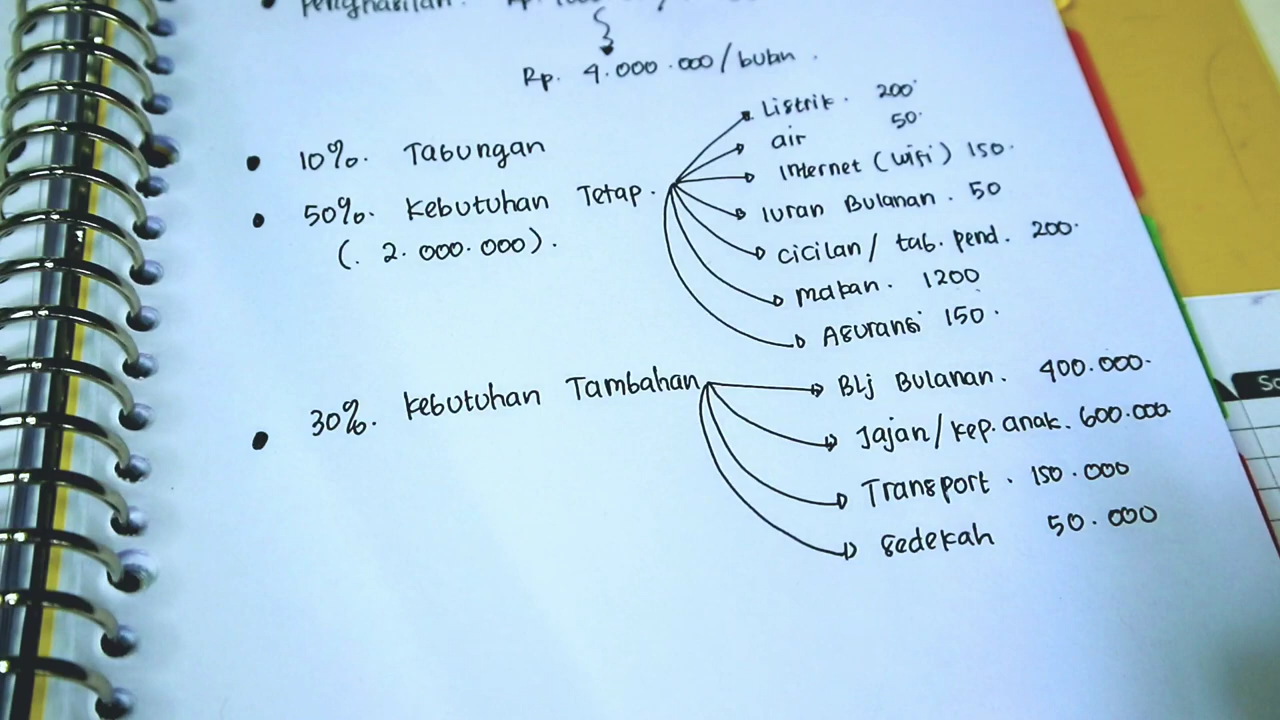 Penghasilan. Rp.
Rp. 4.000.000/bulan.
10%. Tabungan
50%. Kebutuhan Tetap.
(. 2.000.000).
Listrik. 200
air 50.
Internet (wifi) 150.
Iuran Bulanan. 50
cicilan/ tab. pend. 200.
makan. 1200
Asuransi 150.
30%. Kebutuhan Tambahan
Blj Bulanan. 400.000.
Jajan/kep. anak. 600.000
Transport. 150.000
Sedekah 50.000